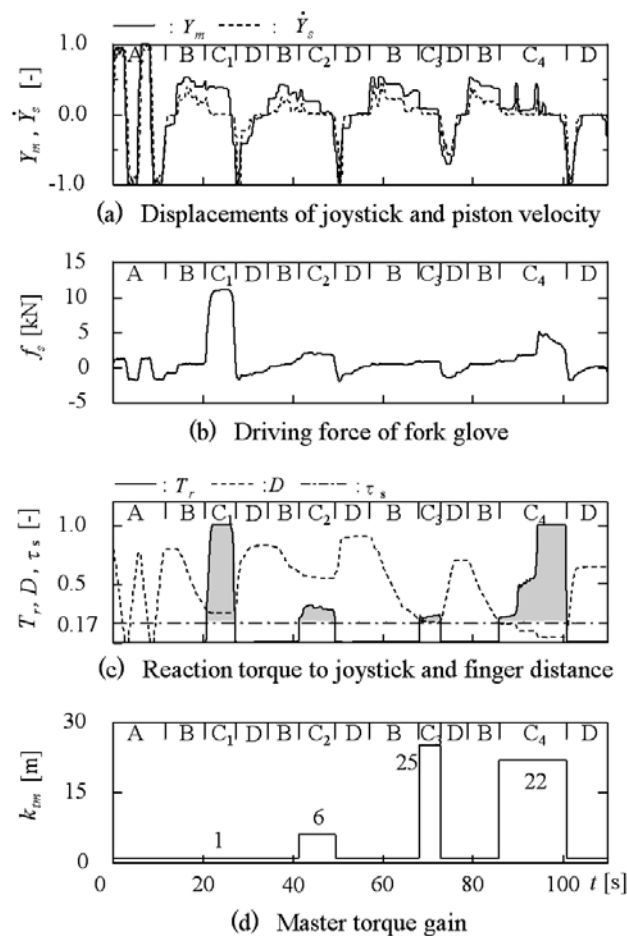 — : Y_m ---- : Ẏ_s
1.0
0.0
-1.0
Y_m , Ẏ_s [-]
A B C₁ D B C₂ D B C₃ D B C₄ D
(a) Displacements of joystick and piston velocity
15
10
5
0
-5
f_s [kN]
A B C₁ D B C₂ D B C₃ D B C₄ D
(b) Driving force of fork glove
— : T_r ---- :D —·— : τ_s
1.0
0.5
0.17
T_r, D, τ_s [-]
A B C₁ D B C₂ D B C₃ D B C₄ D
(c) Reaction torque to joystick and finger distance
30
15
0
k_tm [m]
A B C₁ D B C₂ D B C₃ D B C₄ D
1 6 25 22
0 20 40 60 80 100 t [s]
(d) Master torque gain